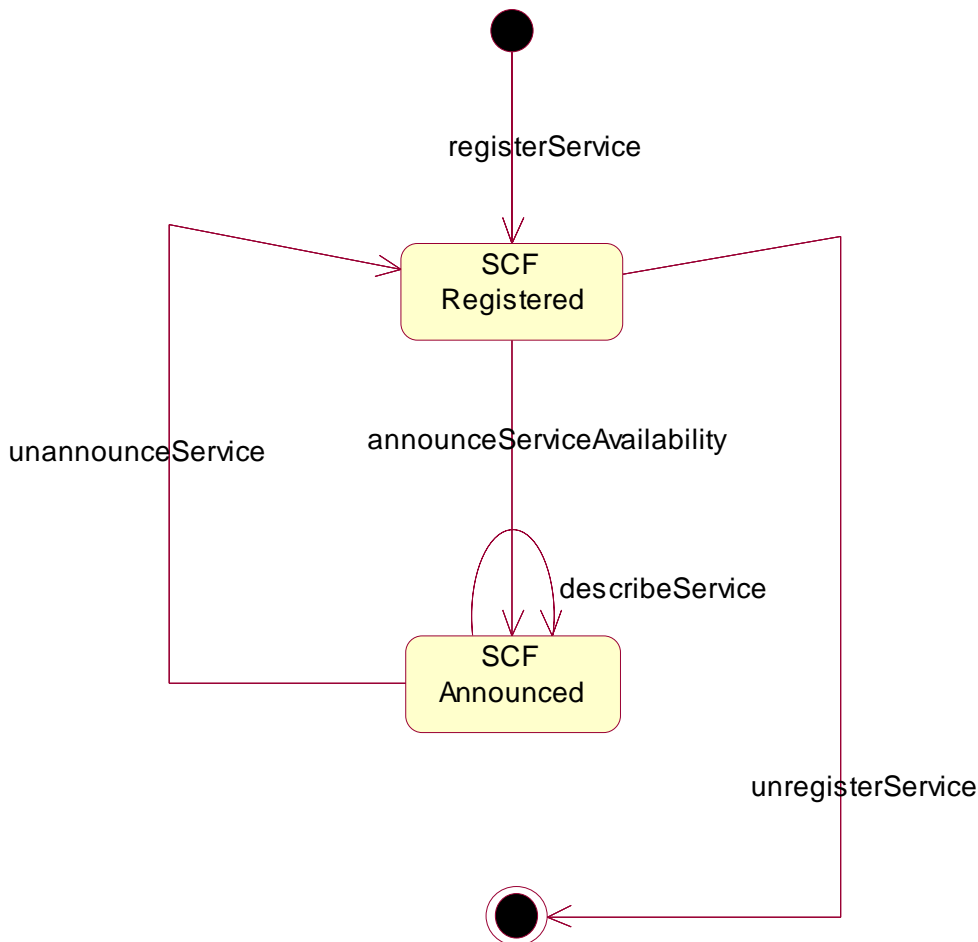 registerService
SCF
Registered
announceServiceAvailability
unannounceService
describeService
SCF
Announced
unregisterService